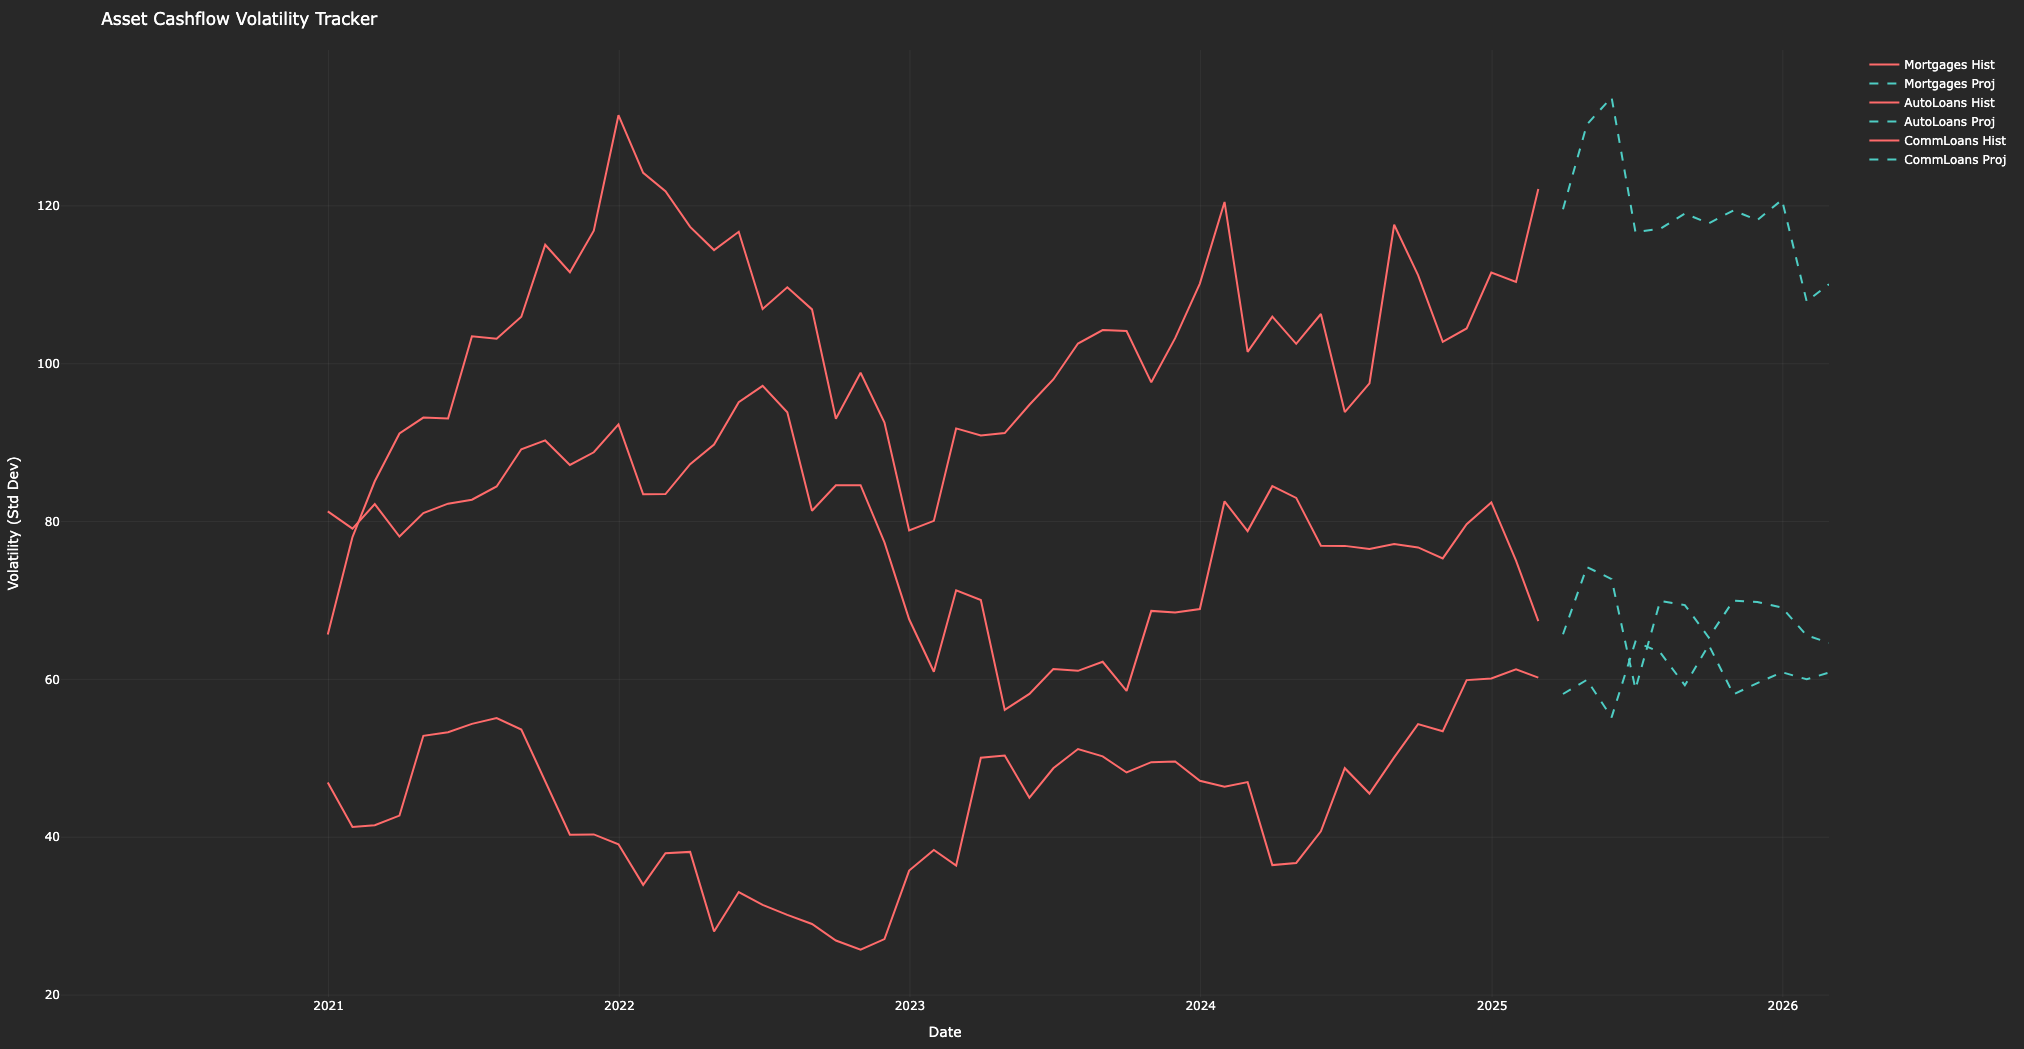 Asset Cashflow Volatility Tracker
Mortgages Hist
Mortgages Proj
AutoLoans Hist
AutoLoans Proj
CommLoans Hist
CommLoans Proj
Volatility (Std Dev)
120
100
80
60
40
20
2021
2022
2023
2024
2025
2026
Date